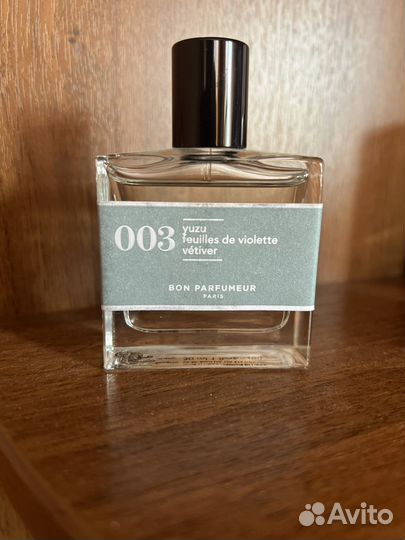 003
yuzu
feuilles de violette
vétiver
BON PARFUMEUR
PARIS
Avito